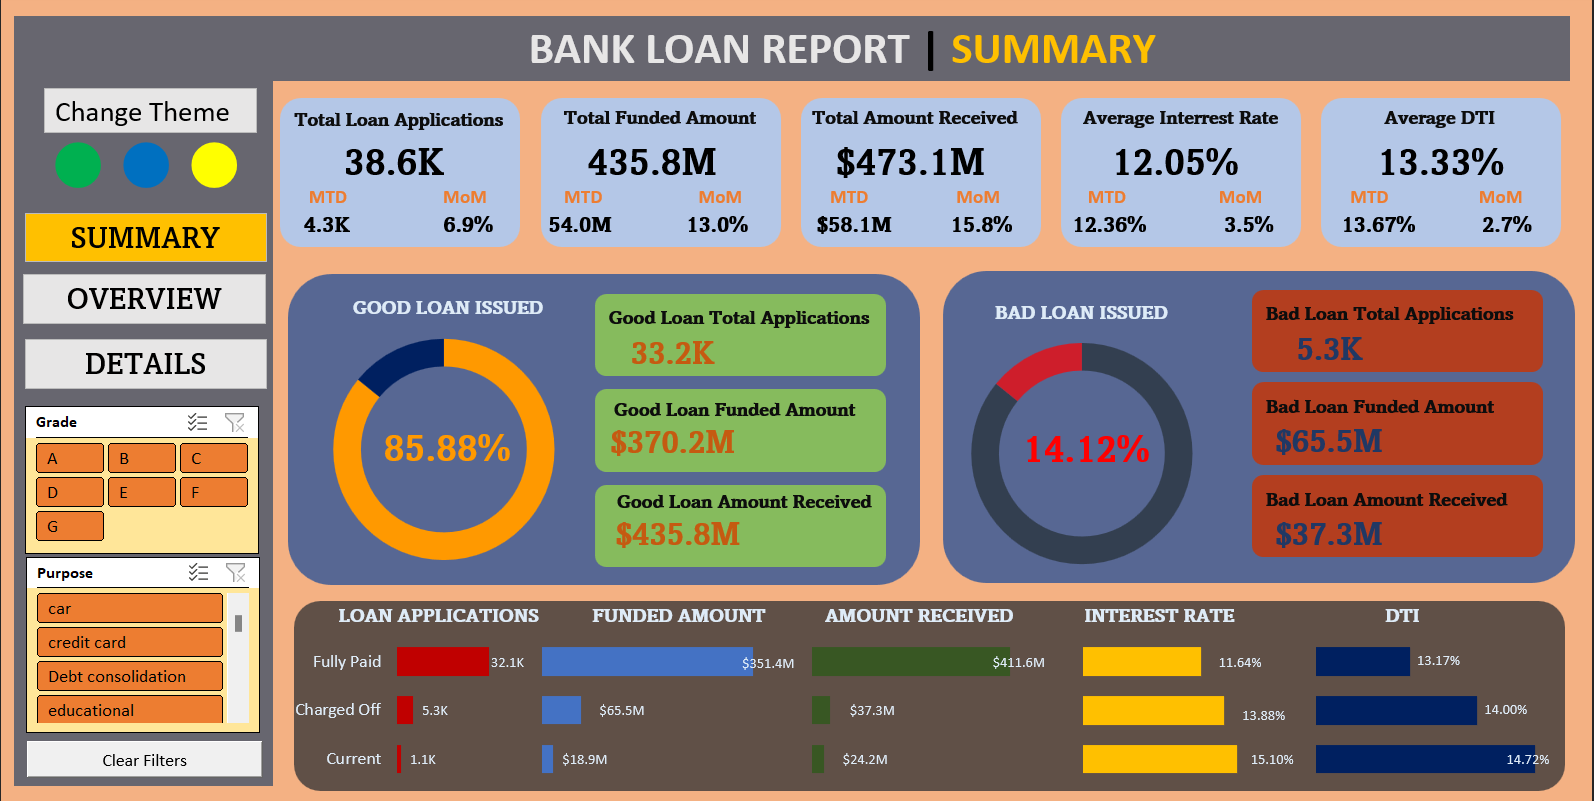 BANK LOAN REPORT | SUMMARY
Change Theme
SUMMARY
OVERVIEW
DETAILS
Grade
A B C
D E F
G
Purpose
car
credit card
Debt consolidation
educational
Clear Filters
Total Loan Applications
38.6K
MTD MoM
4.3K 6.9%
Total Funded Amount
435.8M
MTD MoM
54.0M 13.0%
Total Amount Received
$473.1M
MTD MoM
$58.1M 15.8%
Average Interrest Rate
12.05%
MTD MoM
12.36% 3.5%
Average DTI
13.33%
MTD MoM
13.67% 2.7%
GOOD LOAN ISSUED
85.88%
Good Loan Total Applications
33.2K
Good Loan Funded Amount
$370.2M
Good Loan Amount Received
$435.8M
BAD LOAN ISSUED
14.12%
Bad Loan Total Applications
5.3K
Bad Loan Funded Amount
$65.5M
Bad Loan Amount Received
$37.3M
LOAN APPLICATIONS FUNDED AMOUNT AMOUNT RECEIVED INTEREST RATE DTI
Fully Paid 32.1K $351.4M $411.6M 11.64% 13.17%
Charged Off 5.3K $65.5M $37.3M 13.88% 14.00%
Current 1.1K $18.9M $24.2M 15.10% 14.72%